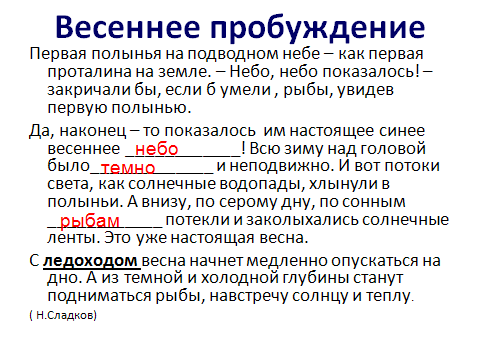 Весеннее пробуждение
Первая полынья на подводном небе – как первая
проталина на земле. – Небо, небо показалось! –
закричали бы, если б умели , рыбы, увидев
первую полынью.
Да, наконец – то показалось им настоящее синее
весеннее _небо_______! Всю зиму над головой
было_темно__________ и неподвижно. И вот потоки
света, как солнечные водопады, хлынули в
полыньи. А внизу, по серому дну, по сонным
_рыбам______ потекли и заколыхались солнечные
ленты. Это уже настоящая весна.
С ледоходом весна начнет медленно опускаться на
дно. А из темной и холодной глубины станут
подниматься рыбы, навстречу солнцу и теплу.
( Н.Сладков)